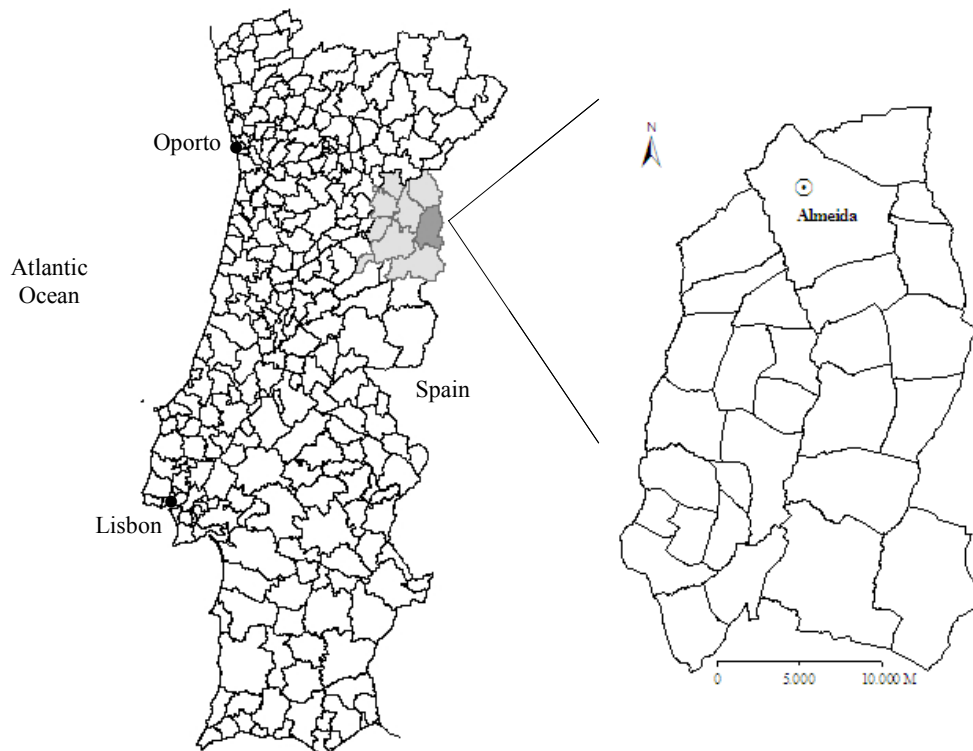 Oporto
Atlantic
Ocean
Spain
Lisbon
N
Almeida
0 5.000 10.000 M